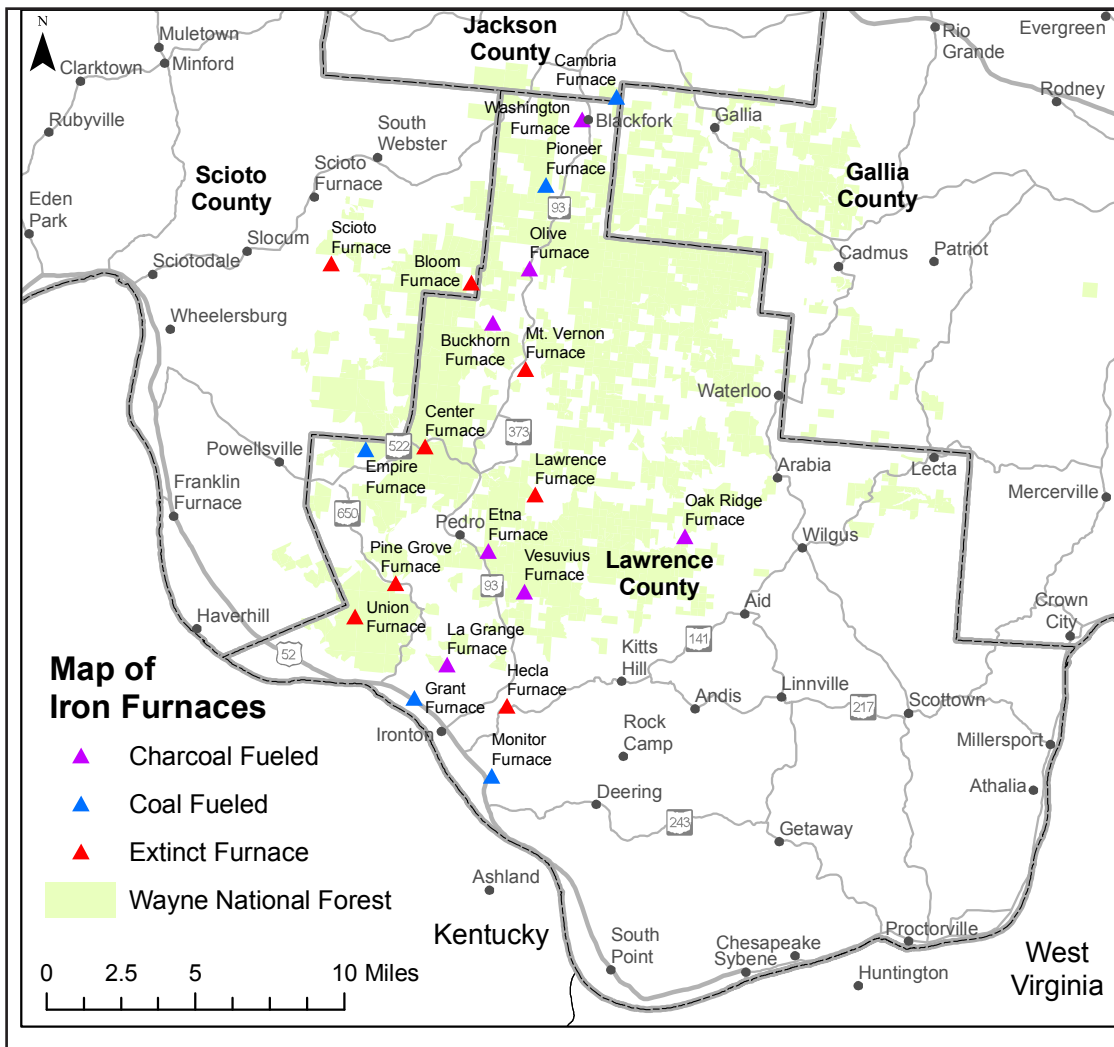 N
Muletown
Minford
Clarktown
Rubyville
Eden
Park
Scioto
County
South
Webster
Scioto
Furnace
Slocum
Sciotodale
Scioto
Furnace
Wheelersburg
Jackson
County
Cambria
Furnace
Washington
Furnace
Blackfork
Pioneer
Furnace
93
Olive
Furnace
Bloom
Furnace
Buckhorn
Furnace
Mt. Vernon
Furnace
Gallia
Gallia
County
Rio
Grande
Evergreen
Rodney
Cadmus
Patriot
Waterloo
Center
Furnace
522
373
Powellsville
Empire
Furnace
Franklin
Furnace
650
Lawrence
Furnace
Arabia
Lecta
Mercerville
Oak Ridge
Furnace
Pedro
Etna
Furnace
Wilgus
Pine Grove
Furnace
Vesuvius
Furnace
Lawrence
County
93
Union
Furnace
Haverhill
Aid
Crown
City
52
La Grange
Furnace
Kitts
Hill
141
Hecla
Furnace
Grant
Furnace
Andis
Linnville
217
Scottown
Ironton
Rock
Camp
Monitor
Furnace
Millersport
Athalia
Deering
243
Getaway
Ashland
Kentucky
South
Point
Chesapeake
Sybene
Proctorville
Huntington
West
Virginia
Map of
Iron Furnaces
Charcoal Fueled
Coal Fueled
Extinct Furnace
Wayne National Forest
0 2.5 5 10 Miles